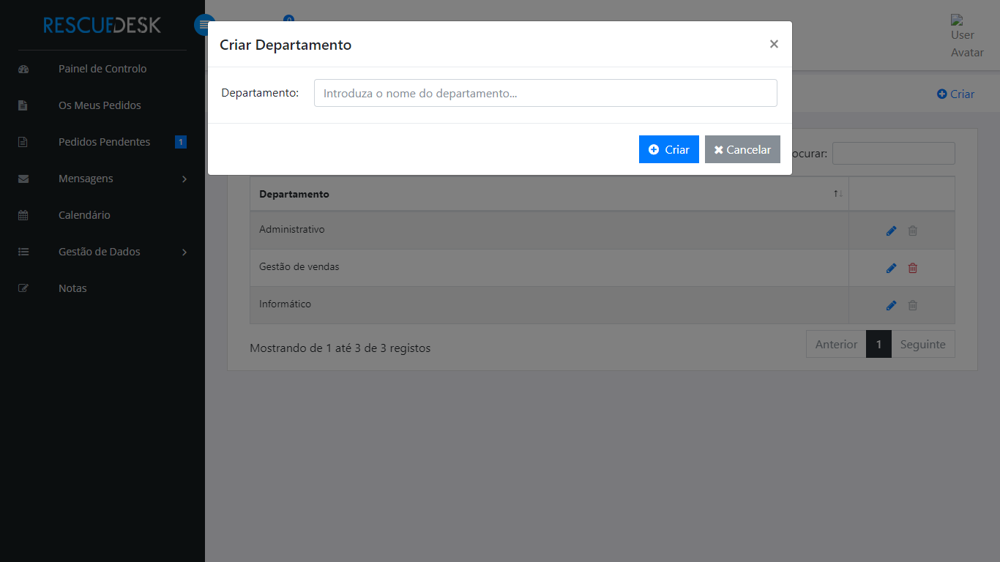 RESCUEDESK
0
User
Avatar
Criar Departamento
×
Departamento:
Introduza o nome do departamento...
Criar
Cancelar
Painel de Controlo
Os Meus Pedidos
Pedidos Pendentes 1
Mensagens
Calendário
Gestão de Dados
Notas
Criar
ocurar:
Departamento
Administrativo
Gestão de vendas
Informático
Mostrando de 1 até 3 de 3 registos
Anterior 1 Seguinte